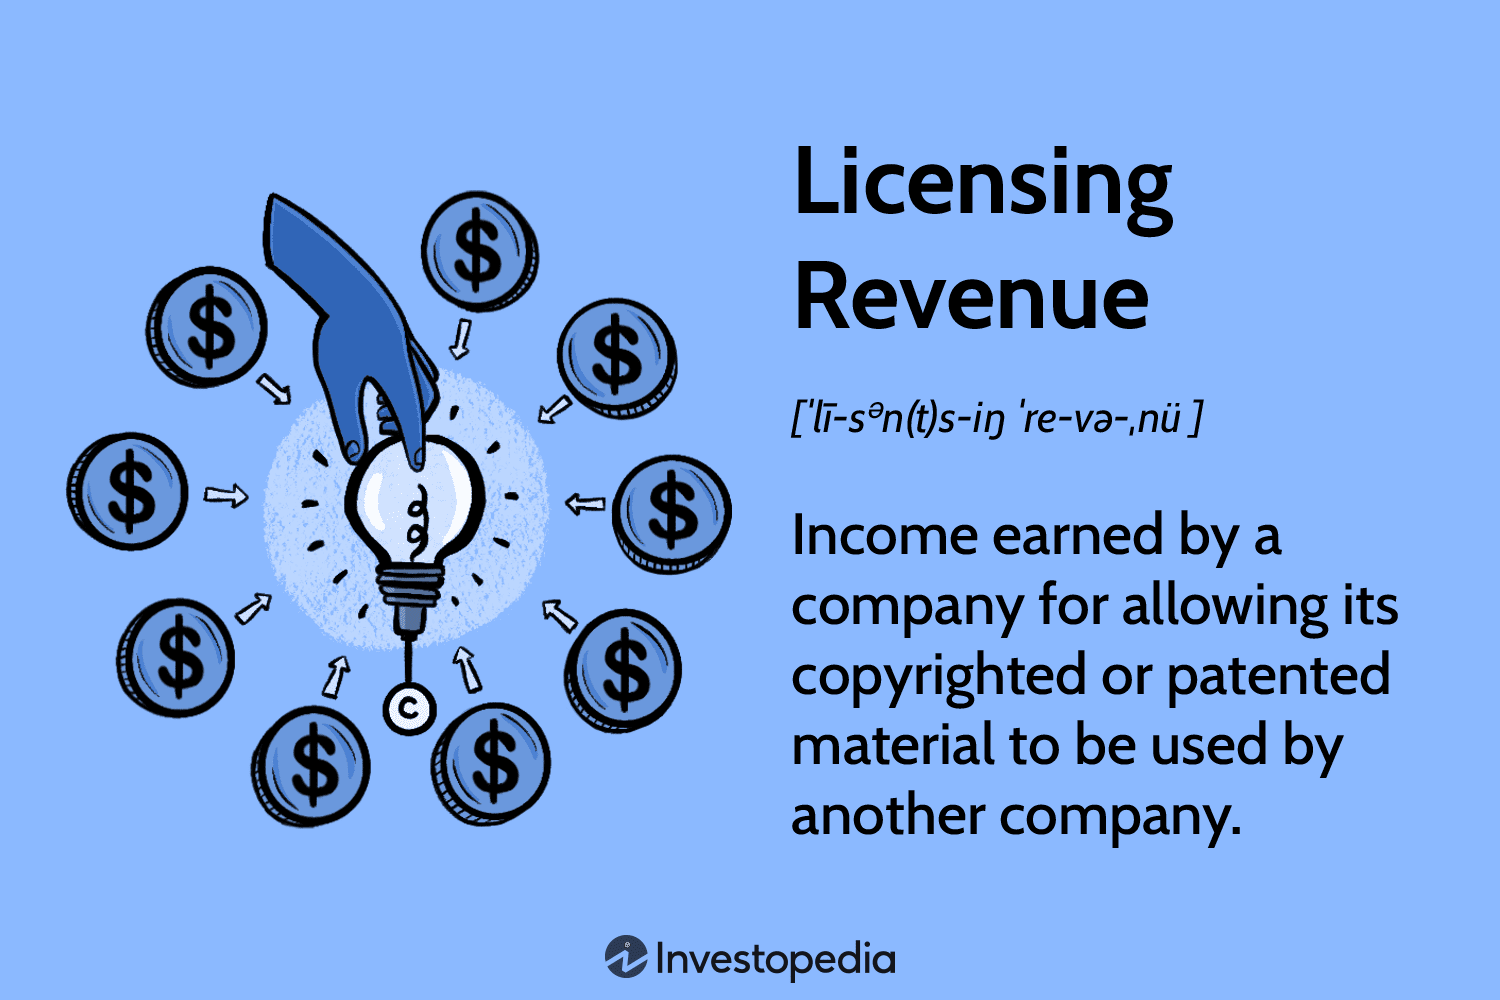 Licensing
Revenue
[ˈlī-sᵊn(t)s-iŋ ˈre-və-ˌnü ]
Income earned by a
company for allowing its
copyrighted or patented
material to be used by
another company.
$
$
$
$
$
$
$
$
$
C
Investopedia